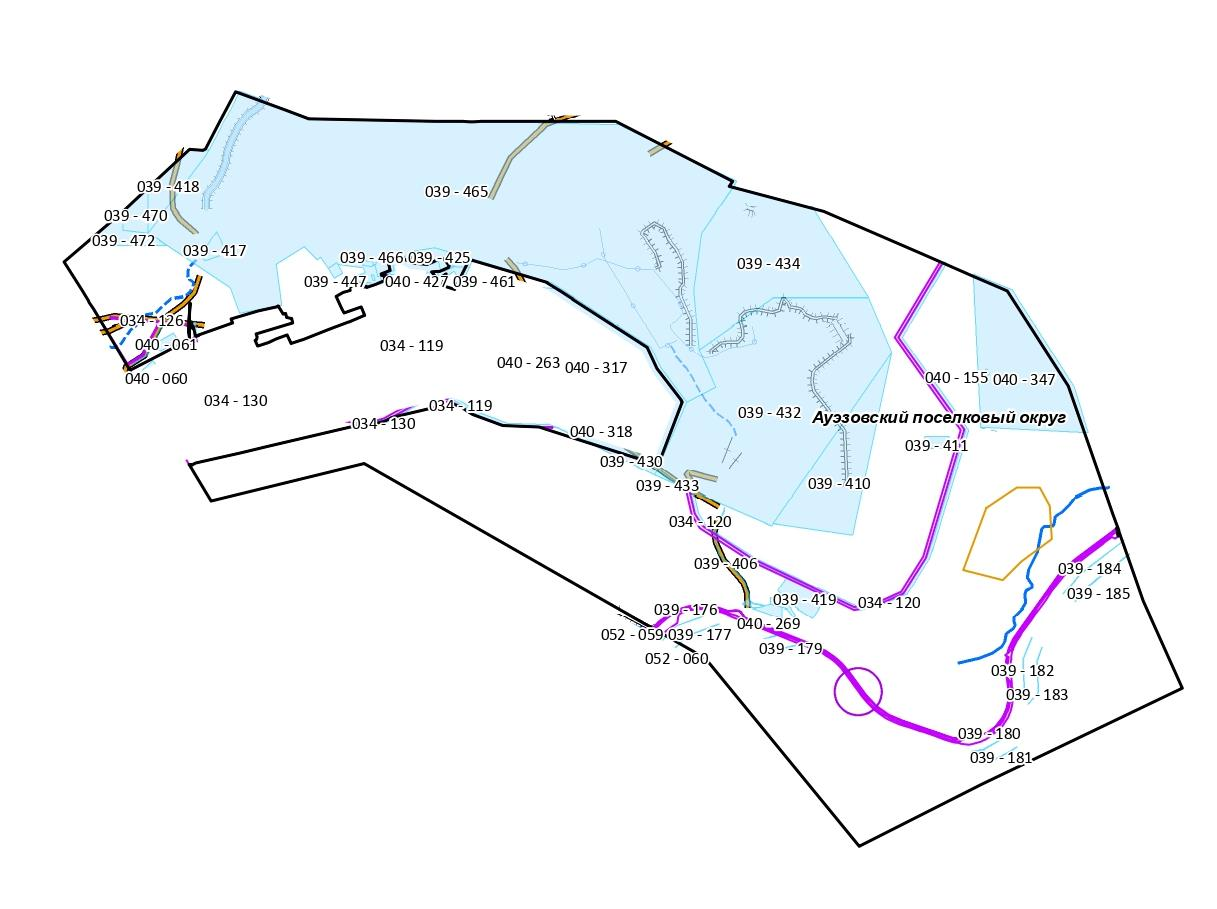 039 - 418
039 - 465
039 - 470
039 - 472
039 - 417
039 - 466
039 - 425
039 - 434
039 - 447
040 - 427
039 - 461
034 - 126
040 - 061
034 - 119
040 - 060
040 - 263
040 - 317
040 - 155
040 - 347
034 - 130
034 - 119
039 - 432
Ауэзовский поселковый округ
034 - 130
040 - 318
039 - 411
039 - 430
039 - 433
039 - 410
034 - 120
039 - 406
039 - 184
039 - 185
039 - 419
034 - 120
039 - 176
040 - 269
052 - 059
039 - 177
039 - 179
052 - 060
039 - 182
039 - 183
039 - 180
039 - 181